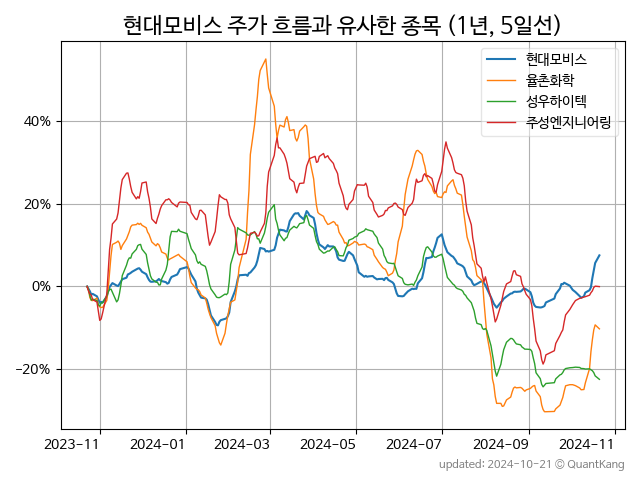 현대모비스 주가 흐름과 유사한 종목 (1년, 5일선)
현대모비스
율촌화학
성우하이텍
주성엔지니어링
40%
20%
0%
−20%
2023−11
2024−01
2024−03
2024−05
2024−07
2024−09
2024−11
updated: 2024-10-21 © QuantKang